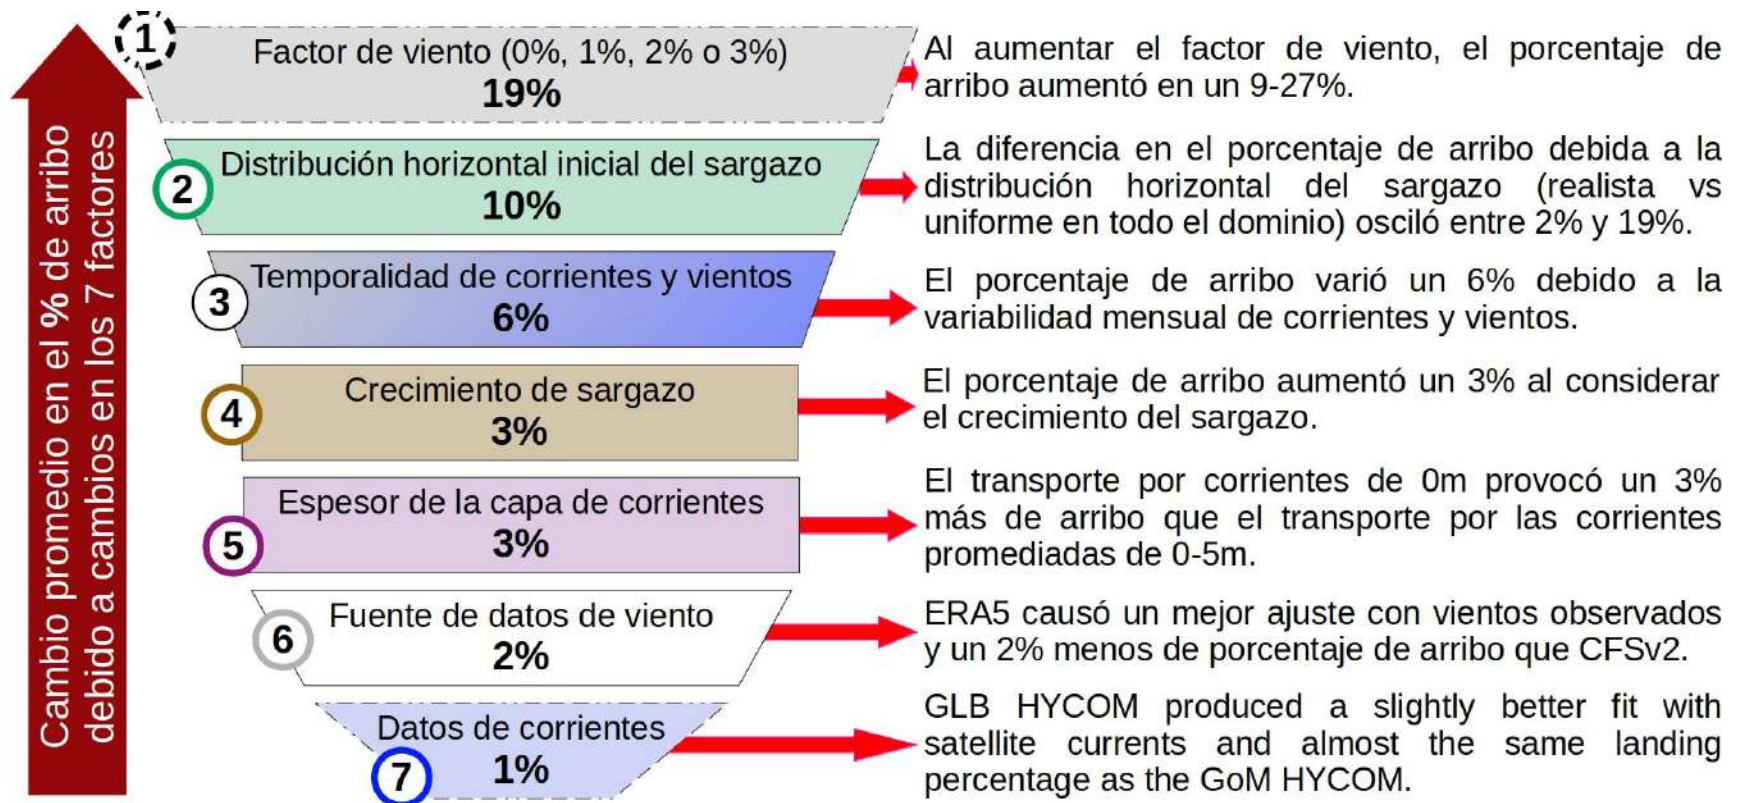 Cambio promedio en el % de arribo
debido a cambios en los 7 factores
1
Factor de viento (0%, 1%, 2% o 3%)
19%
Al aumentar el factor de viento, el porcentaje de
arribo aumentó en un 9-27%.
2
Distribución horizontal inicial del sargazo
10%
La diferencia en el porcentaje de arribo debida a la
distribución horizontal del sargazo (realista vs
uniforme en todo el dominio) osciló entre 2% y 19%.
3
Temporalidad de corrientes y vientos
6%
El porcentaje de arribo varió un 6% debido a la
variabilidad mensual de corrientes y vientos.
4
Crecimiento de sargazo
3%
El porcentaje de arribo aumentó un 3% al considerar
el crecimiento del sargazo.
5
Espesor de la capa de corrientes
3%
El transporte por corrientes de 0m provocó un 3%
más de arribo que el transporte por las corrientes
promediadas de 0-5m.
6
Fuente de datos de viento
2%
ERA5 causó un mejor ajuste con vientos observados
y un 2% menos de porcentaje de arribo que CFSv2.
7
Datos de corrientes
1%
GLB HYCOM produced a slightly better fit with
satellite currents and almost the same landing
percentage as the GoM HYCOM.